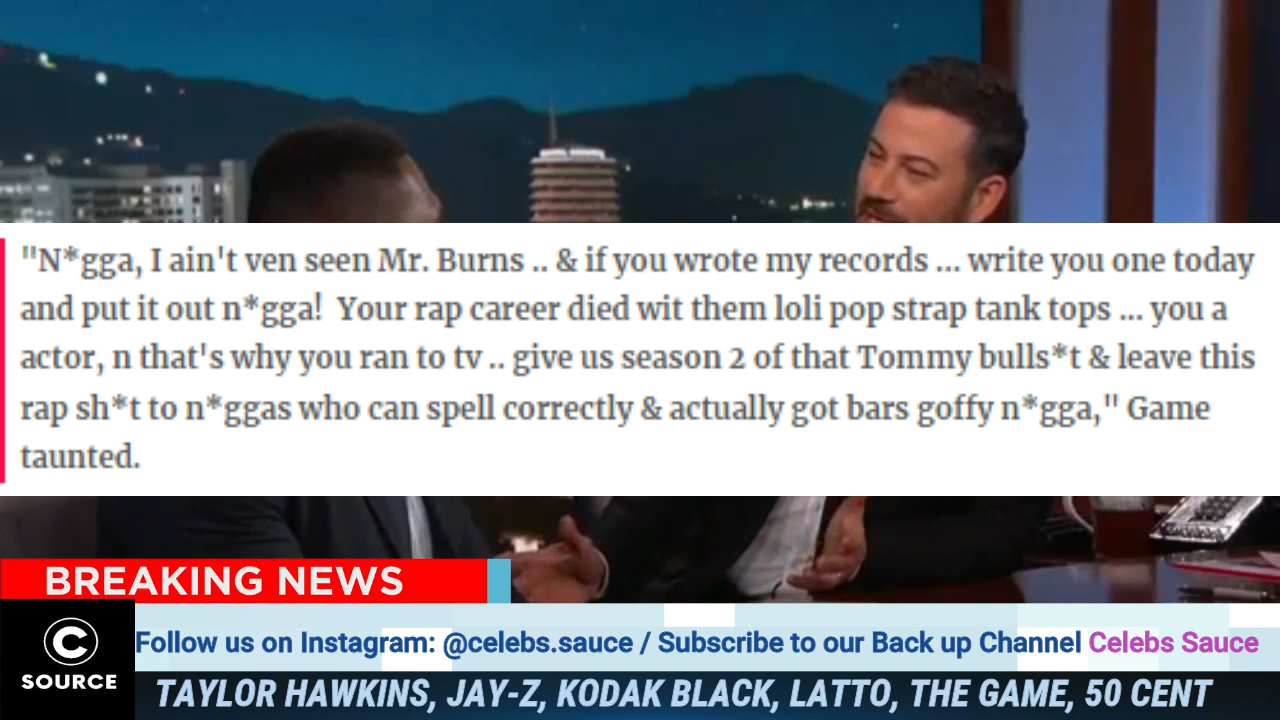 "N*gga, I ain't ven seen Mr. Burns .. & if you wrote my records ... write you one today
and put it out n*gga!  Your rap career died wit them loli pop strap tank tops ... you a
actor, n that's why you ran to tv .. give us season 2 of that Tommy bulls*t & leave this
rap sh*t to n*ggas who can spell correctly & actually got bars goffy n*gga," Game
taunted.
BREAKING NEWS
C
SOURCE
Follow us on Instagram: @celebs.sauce / Subscribe to our Back up Channel Celebs Sauce
TAYLOR HAWKINS, JAY-Z, KODAK BLACK, LATTO, THE GAME, 50 CENT